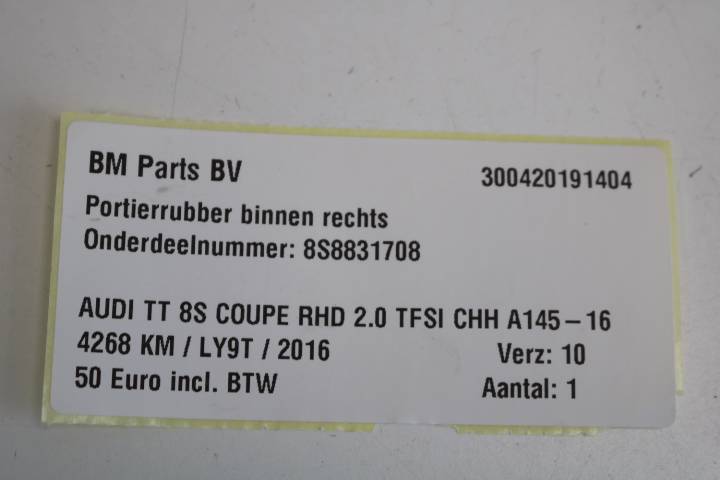 BM Parts BV 300420191404
Portierrubber binnen rechts
Onderdeelnummer: 8S8831708
AUDI TT 8S COUPE RHD 2.0 TFSI CHH A145-16
4268 KM / LY9T / 2016 Verz: 10
50 Euro incl. BTW Aantal: 1